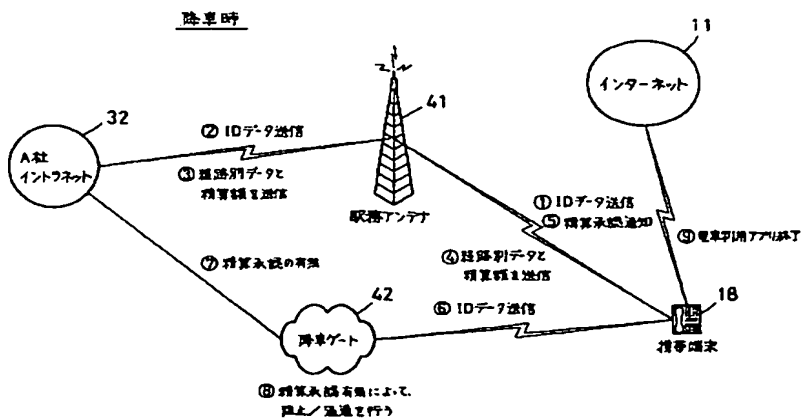 降車時
11
インターネット
41
32
② IDデータ送信
A社
イントラネット
③ 経路別データと
精算額を送信
駅務アンテナ
① IDデータ送信
⑤ 精算承認通知
⑨ 電車利用アプリ終了
④ 経路別データと
精算額を送信
⑦ 精算承認の有無
42
18
⑥ IDデータ送信
降車ゲート
携帯端末
⑧ 精算承認有無によって、
阻止/通過を行う